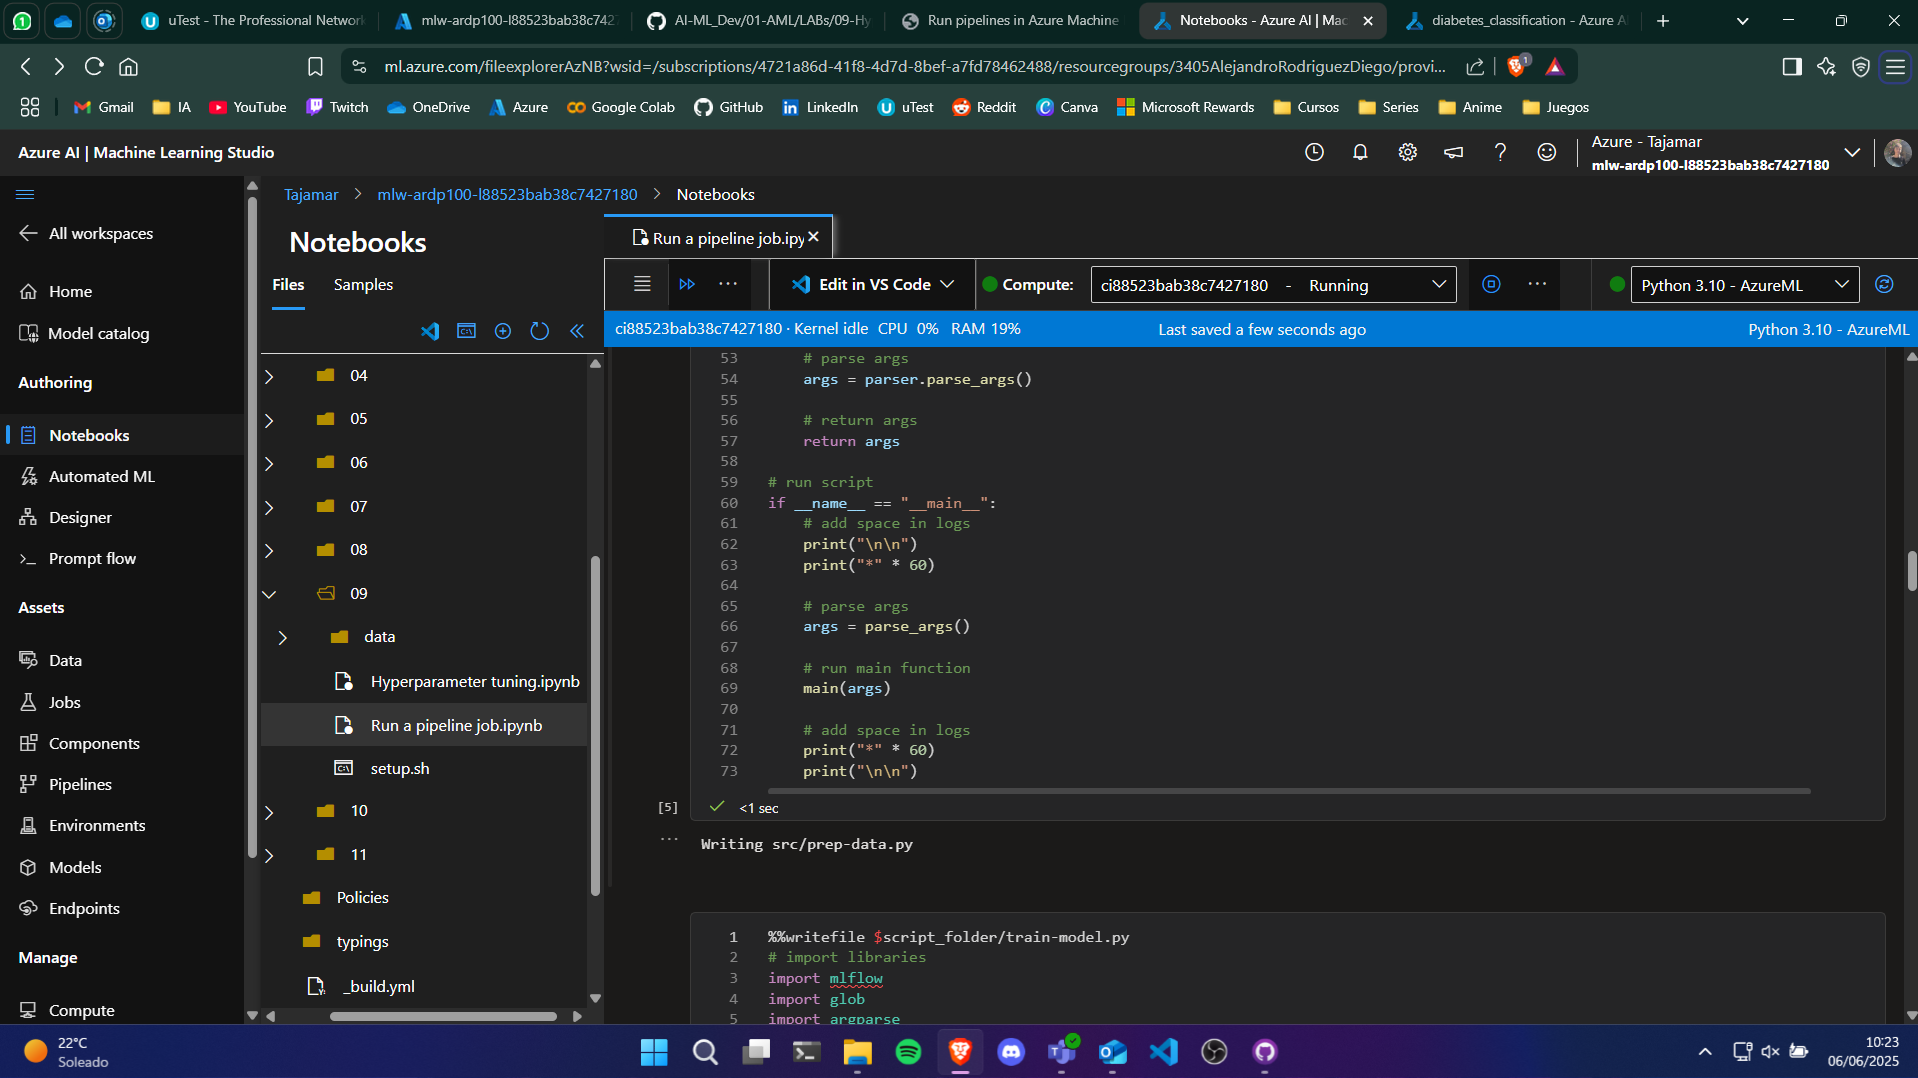 uTest - The Professional Network
mlw-ardp100-l88523bab38c7427
AI-ML_Dev/01-AML/LABs/09-Hy
Run pipelines in Azure Machine
Notebooks - Azure AI | Mac
diabetes_classification - Azure A
ml.azure.com/fileexplorerAzNB?wsid=/subscriptions/4721a86d-41f8-4d7d-8bef-a7fd78462488/resourcegroups/3405AlejandroRodriguezDiego/provi...
1
Gmail
IA
YouTube
Twitch
OneDrive
Azure
Google Colab
GitHub
LinkedIn
uTest
Reddit
Canva
Microsoft Rewards
Cursos
Series
Anime
Juegos
Azure AI | Machine Learning Studio
Azure - Tajamar
mlw-ardp100-l88523bab38c7427180
All workspaces
Home
Model catalog
Authoring
Notebooks
Automated ML
Designer
Prompt flow
Assets
Data
Jobs
Components
Pipelines
Environments
Models
Endpoints
Manage
Compute
Tajamar > mlw-ardp100-l88523bab38c7427180 > Notebooks
Notebooks
Files
Samples
04
05
06
07
08
09
data
Hyperparameter tuning.ipynb
Run a pipeline job.ipynb
setup.sh
10
11
Policies
typings
_build.yml
Run a pipeline job.ipy
Edit in VS Code
Compute:
ci88523bab38c7427180 - Running
Python 3.10 - AzureML
ci88523bab38c7427180 · Kernel idle CPU 0% RAM 19%
Last saved a few seconds ago
Python 3.10 - AzureML
53 # parse args
54 args = parser.parse_args()
55
56 # return args
57 return args
58
59 # run script
60 if __name__ == "__main__":
61 # add space in logs
62 print("\n\n")
63 print("*" * 60)
64
65 # parse args
66 args = parse_args()
67
68 # run main function
69 main(args)
70
71 # add space in logs
72 print("*" * 60)
73 print("\n\n")
[5]
<1 sec
Writing src/prep-data.py
1 %%writefile $script_folder/train-model.py
2 # import libraries
3 import mlflow
4 import glob
5 import argparse
22°C
Soleado
10:23
06/06/2025